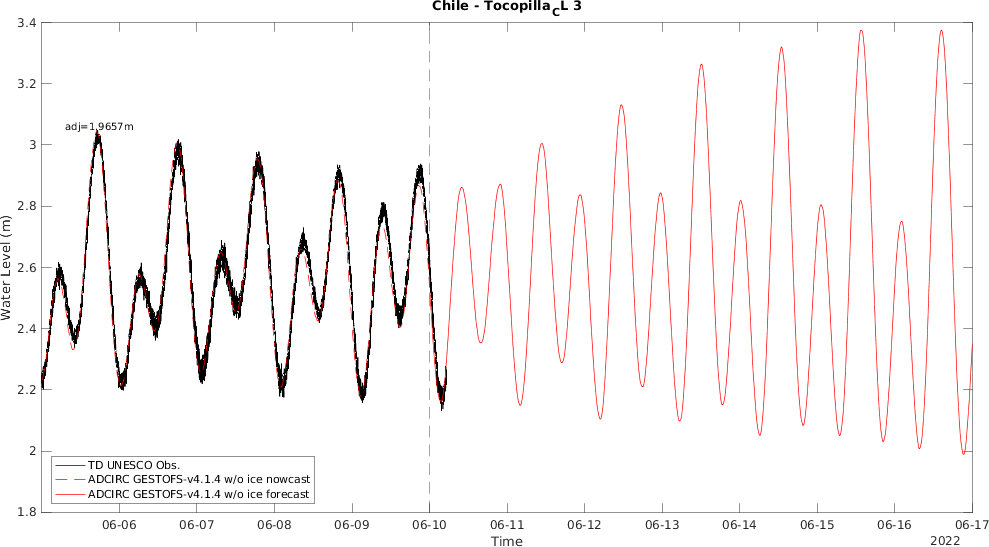 Chile - Tocopilla_CL 3
3.4
3.2
3
2.8
2.6
2.4
2.2
2
1.8
Water Level (m)
adj=1.9657m
TD UNESCO Obs.
ADCIRC GESTOFS-v4.1.4 w/o ice nowcast
ADCIRC GESTOFS-v4.1.4 w/o ice forecast
06-06 06-07 06-08 06-09 06-10 06-11 06-12 06-13 06-14 06-15 06-16 06-17
Time
2022